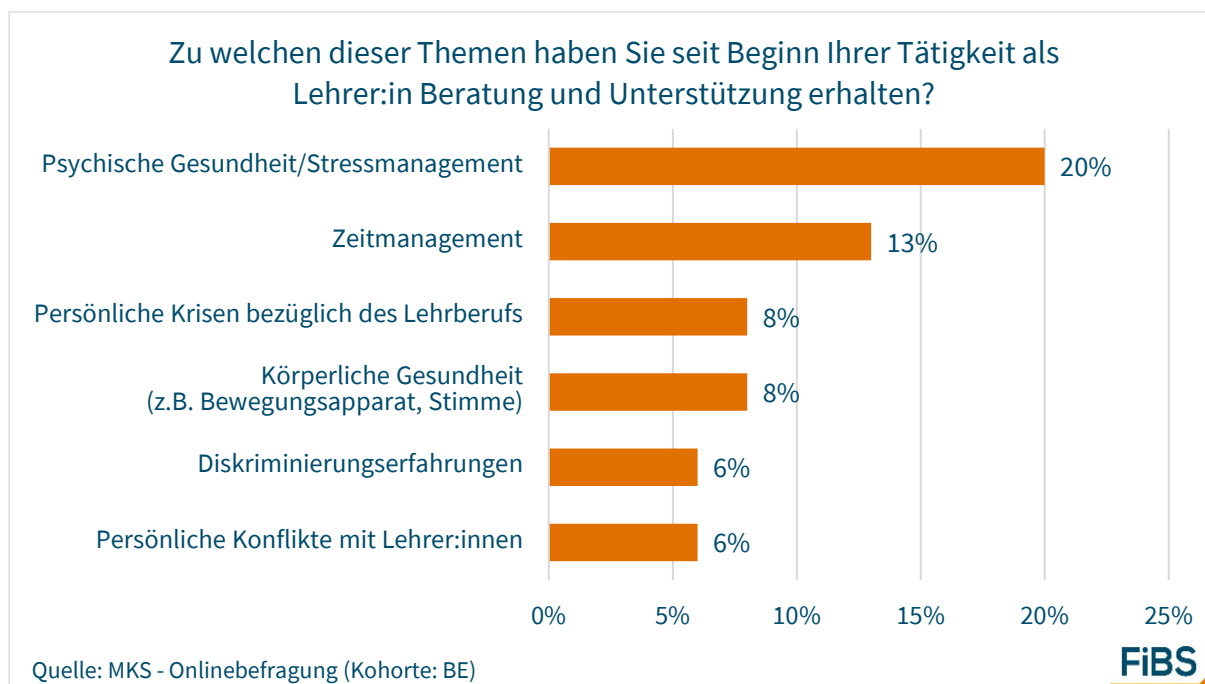 Zu welchen dieser Themen haben Sie seit Beginn Ihrer Tätigkeit als
Lehrer:in Beratung und Unterstützung erhalten?
Psychische Gesundheit/Stressmanagement
20%
Zeitmanagement
13%
Persönliche Krisen bezüglich des Lehrberufs
8%
Körperliche Gesundheit
(z.B. Bewegungsapparat, Stimme)
8%
Diskriminierungserfahrungen
6%
Persönliche Konflikte mit Lehrer:innen
6%
0% 5% 10% 15% 20% 25%
Quelle: MKS - Onlinebefragung (Kohorte: BE)
FiBS